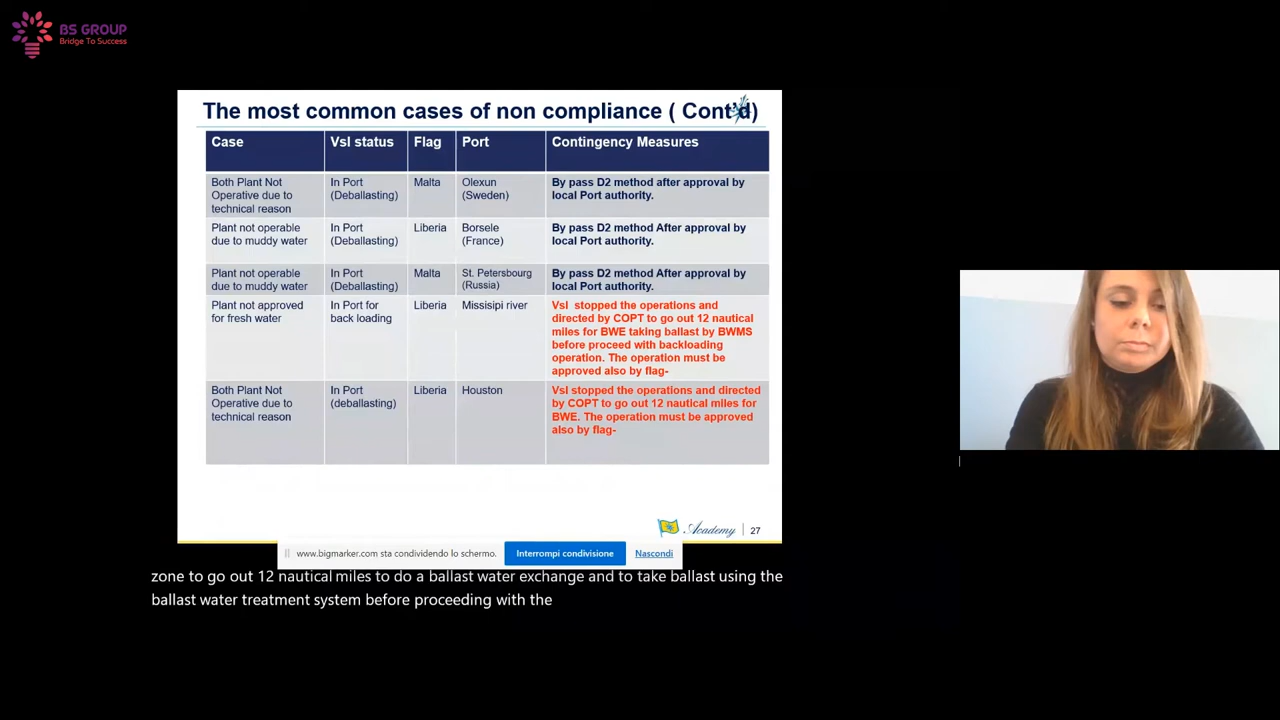 BS GROUP
Bridge To Success
The most common cases of non compliance ( Cont'd)
Case
Vsl status
Flag
Port
Contingency Measures
Both Plant Not
Operative due to
technical reason
In Port
(Deballasting)
Malta
Olexun
(Sweden)
By pass D2 method after approval by
local Port authority.
Plant not operable
due to muddy water
In Port
(Deballasting)
Liberia
Borsele
(France)
By pass D2 method After approval by
local Port authority.
Plant not operable
due to muddy water
In Port
(Deballasting)
Malta
St. Petersbourg
(Russia)
By pass D2 method After approval by
local Port authority.
Plant not approved
for fresh water
In Port for
back loading
Liberia
Missisipi river
Vsl stopped the operations and
directed by COPT to go out 12 nautical
miles for BWE taking ballast by BWMS
before proceed with backloading
operation. The operation must be
approved also by flag-
Both Plant Not
Operative due to
technical reason
In Port
(deballasting)
Liberia
Houston
Vsl stopped the operations and directed
by COPT to go out 12 nautical miles for
BWE. The operation must be approved
also by flag-
Academy
27
www.bigmarker.com sta condividendo lo schermo.
Interrompi condivisione
Nascondi
zone to go out 12 nautical miles to do a ballast water exchange and to take ballast using the
ballast water treatment system before proceeding with the